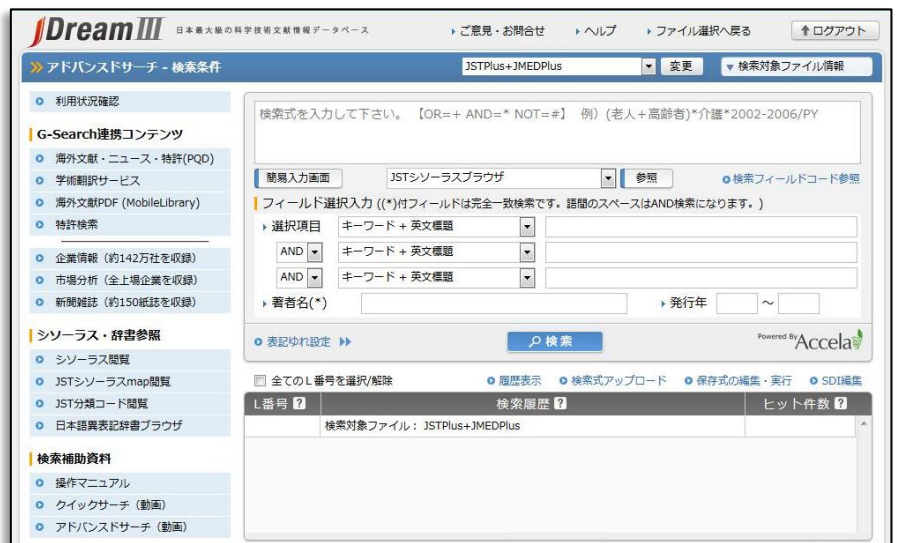 JDream III 日本最大級の科学技術文献情報データベース
ご意見・お問合せ ヘルプ ファイル選択へ戻る ログアウト
アドバンスドサーチ - 検索条件 JSTPlus+JMEDPlus 変更 検索対象ファイル情報
利用状況確認
G-Search連携コンテンツ
海外文献・ニュース・特許(PQD)
学術翻訳サービス
海外文献PDF (MobileLibrary)
特許検索
企業情報（約142万社を収録）
市場分析（全上場企業を収録）
新聞雑誌（約150紙誌を収録）
シソーラス・辞書参照
シソーラス閲覧
JSTシソーラスmap閲覧
JST分類コード閲覧
日本語異表記辞書ブラウザ
検索補助資料
操作マニュアル
クイックサーチ（動画）
アドバンスドサーチ（動画）
検索式を入力して下さい。 【OR=+ AND=* NOT=#】 例）(老人+高齢者)*介護*2002-2006/PY
簡易入力画面 JSTシソーラスブラウザ 参照 検索フィールドコード参照
フィールド選択入力 ((*)付フィールドは完全一致検索です。語間のスペースはAND検索になります。)
選択項目 キーワード + 英文標題
AND キーワード + 英文標題
AND キーワード + 英文標題
著者名(*) 発行年 ～
表記ゆれ設定 検索 Powered By Accela
全てのL番号を選択/解除 履歴表示 検索式アップロード 保存式の編集・実行 SDI編集
L番号 ? 検索履歴 ? ヒット件数 ?
検索対象ファイル： JSTPlus+JMEDPlus